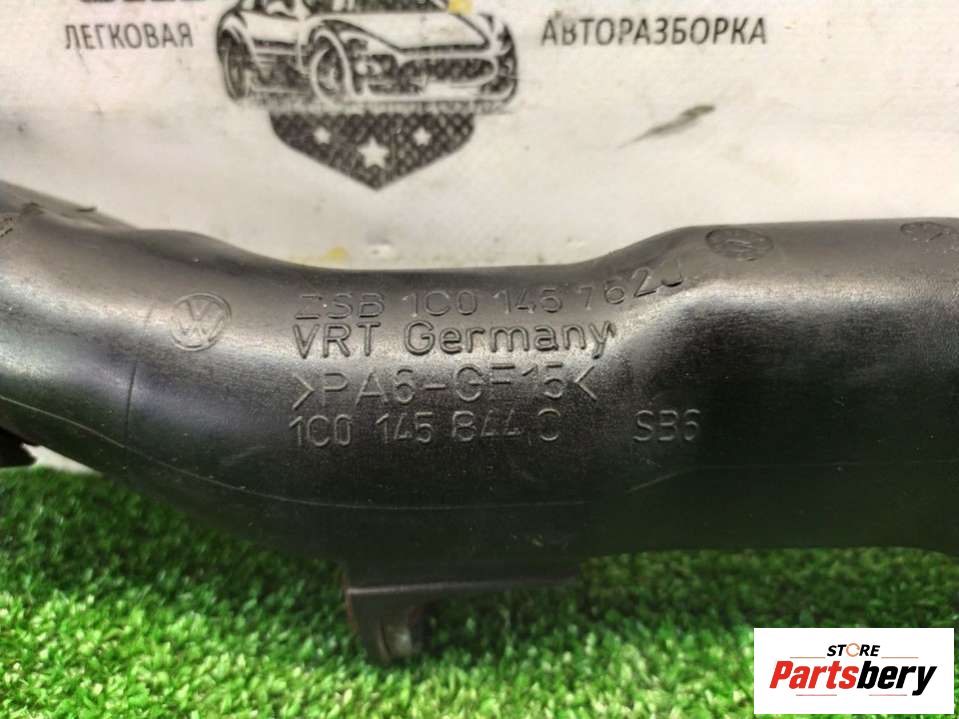 ЛЕГКОВАЯ АВТОРАЗБОРКА
ZSB 1C0 145 762J
VRT Germany
>PA6-GF15<
1C0 145 844 C SB6
STORE
Partsbery